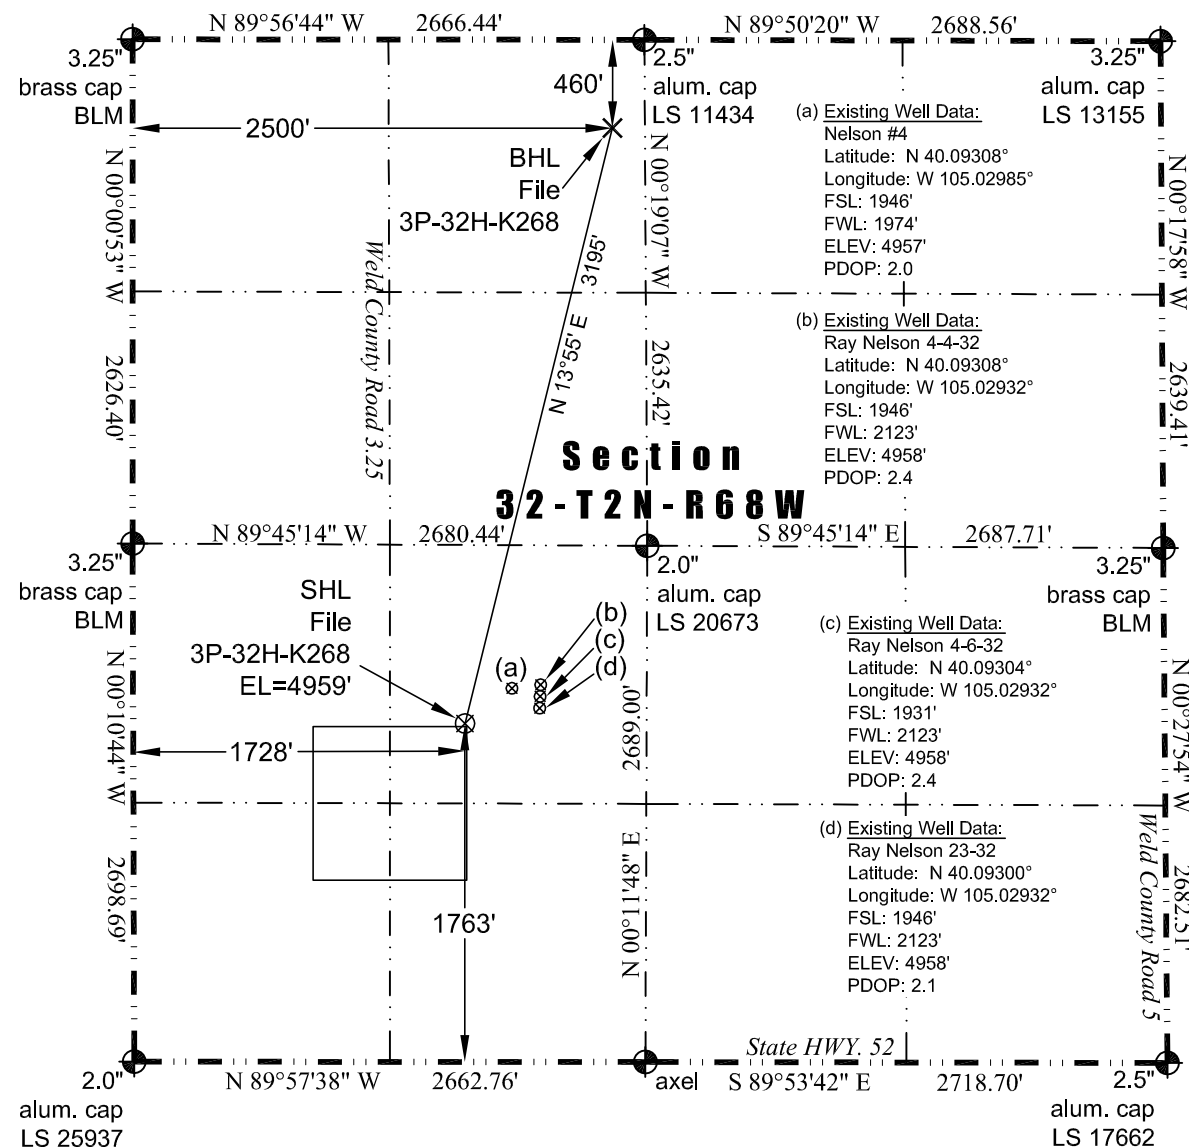 N 89°56'44" W 2666.44'
N 89°50'20" W 2688.56'
3.25"
brass cap
BLM
460'
2.5"
alum. cap
LS 11434
3.25"
alum. cap
LS 13155
2500'
BHL
File
3P-32H-K268
(a) Existing Well Data:
Nelson #4
Latitude: N 40.09308°
Longitude: W 105.02985°
FSL: 1946'
FWL: 1974'
ELEV: 4957'
PDOP: 2.0
N 00°00'53" W
2626.40'
Weld County Road 3.25
N 13°55' E 3195'
N 00°19'07" W
2635.42'
N 00°17'58" W
2639.41'
(b) Existing Well Data:
Ray Nelson 4-4-32
Latitude: N 40.09308°
Longitude: W 105.02932°
FSL: 1946'
FWL: 2123'
ELEV: 4958'
PDOP: 2.4
Section
32-T2N-R68W
N 89°45'14" W 2680.44'
S 89°45'14" E 2687.71'
3.25"
brass cap
BLM
2.0"
alum. cap
LS 20673
3.25"
brass cap
BLM
SHL
File
3P-32H-K268
EL=4959'
(a)
(b)
(c)
(d)
(c) Existing Well Data:
Ray Nelson 4-6-32
Latitude: N 40.09304°
Longitude: W 105.02932°
FSL: 1931'
FWL: 2123'
ELEV: 4958'
PDOP: 2.4
N 00°10'44" W
2698.69'
1728'
1763'
2689.00'
N 00°11'48" E
N 00°27'54" W
2682.51'
Weld County Road 5
(d) Existing Well Data:
Ray Nelson 23-32
Latitude: N 40.09300°
Longitude: W 105.02932°
FSL: 1946'
FWL: 2123'
ELEV: 4958'
PDOP: 2.1
State HWY. 52
2.0"
alum. cap
LS 25937
N 89°57'38" W 2662.76'
axel
S 89°53'42" E 2718.70'
2.5"
alum. cap
LS 17662